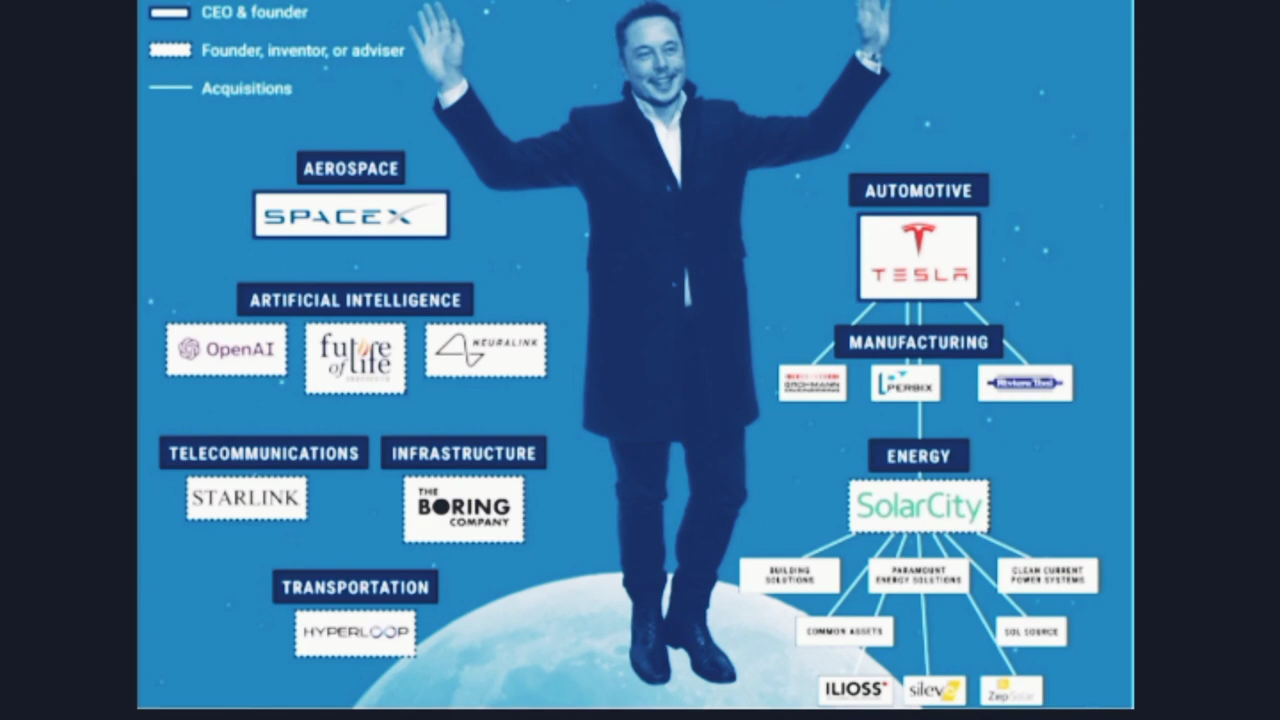 CEO & founder
Founder, inventor, or adviser
Acquisitions
AEROSPACE
SPACEX
ARTIFICIAL INTELLIGENCE
OpenAI
future
of life
NEURALINK
TELECOMMUNICATIONS
STARLINK
INFRASTRUCTURE
THE
BORING
COMPANY
TRANSPORTATION
HYPERLOOP
AUTOMOTIVE
TESLA
MANUFACTURING
GROHMANN
PERBIX
Riviera Tool
ENERGY
SolarCity
BUILDING
SOLUTIONS
PARAMOUNT
ENERGY SOLUTIONS
CLEAN CURRENT
POWER SYSTEMS
COMMON ASSETS
SOL SOURCE
ILIOSS
silevo
ZepSolar